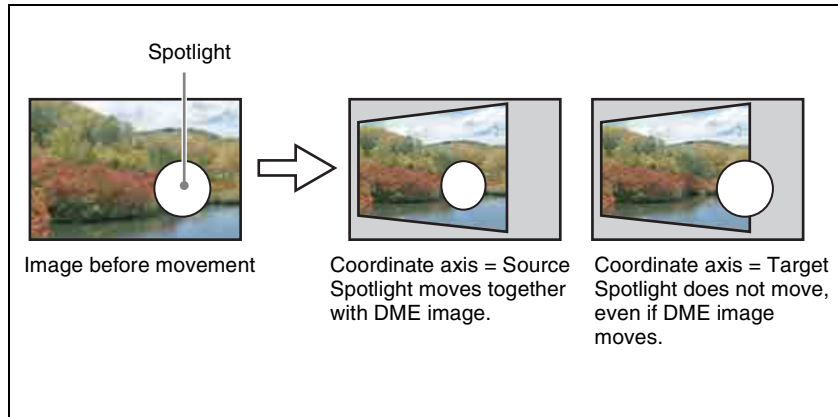 Spotlight
Image before movement
Coordinate axis = Source
Spotlight moves together
with DME image.
Coordinate axis = Target
Spotlight does not move,
even if DME image
moves.